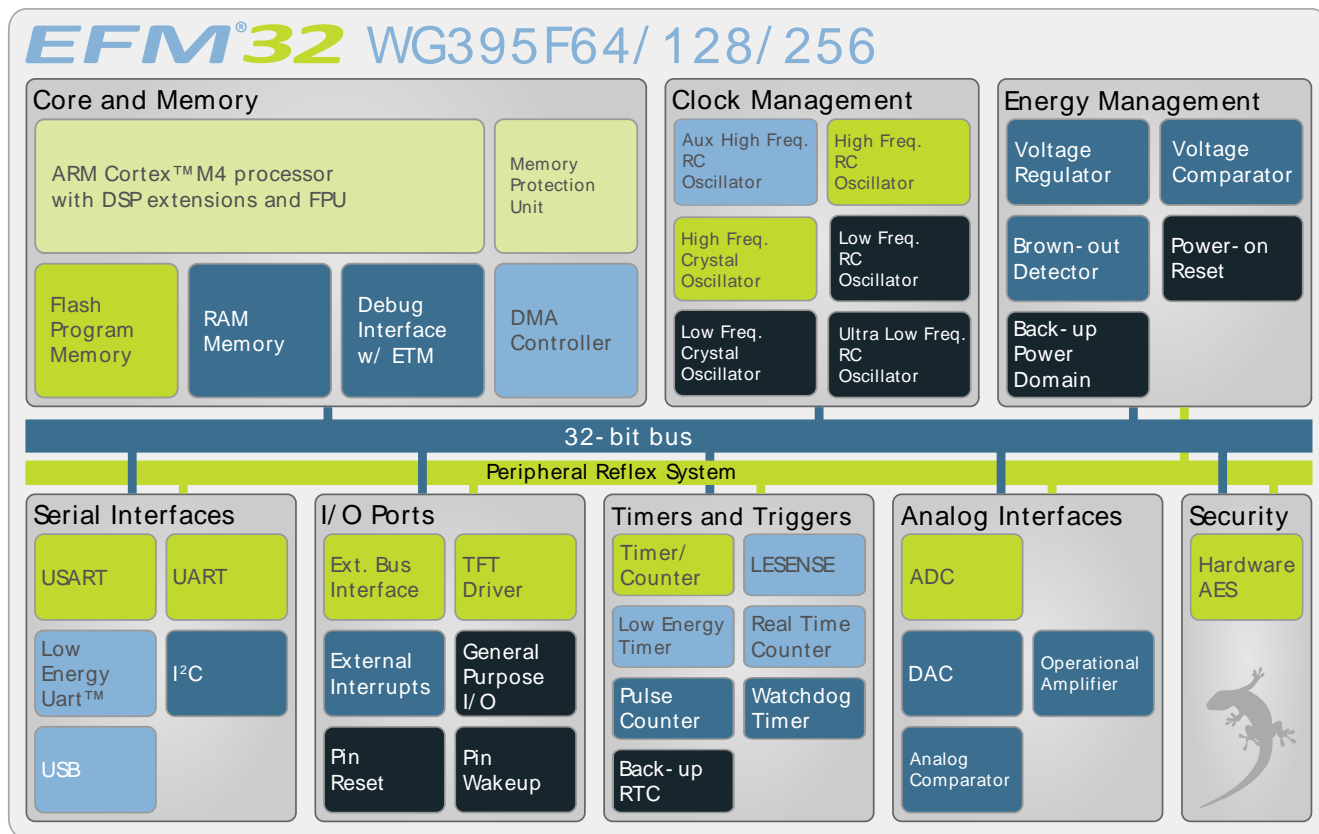 EFM®32 WG395F64/128/256
Core and Memory
ARM Cortex™ M4 processor
with DSP extensions and FPU
Memory
Protection
Unit
Flash
Program
Memory
RAM
Memory
Debug
Interface
w/ ETM
DMA
Controller
Clock Management
Aux High Freq.
RC
Oscillator
High Freq.
RC
Oscillator
High Freq.
Crystal
Oscillator
Low Freq.
RC
Oscillator
Low Freq.
Crystal
Oscillator
Ultra Low Freq.
RC
Oscillator
Energy Management
Voltage
Regulator
Voltage
Comparator
Brown-out
Detector
Power-on
Reset
Back-up
Power
Domain
32-bit bus
Peripheral Reflex System
Serial Interfaces
USART
UART
Low
Energy
Uart™
I²C
USB
I/O Ports
Ext. Bus
Interface
TFT
Driver
External
Interrupts
General
Purpose
I/O
Pin
Reset
Pin
Wakeup
Timers and Triggers
Timer/
Counter
LESENSE
Low Energy
Timer
Real Time
Counter
Pulse
Counter
Watchdog
Timer
Back-up
RTC
Analog Interfaces
ADC
DAC
Operational
Amplifier
Analog
Comparator
Security
Hardware
AES